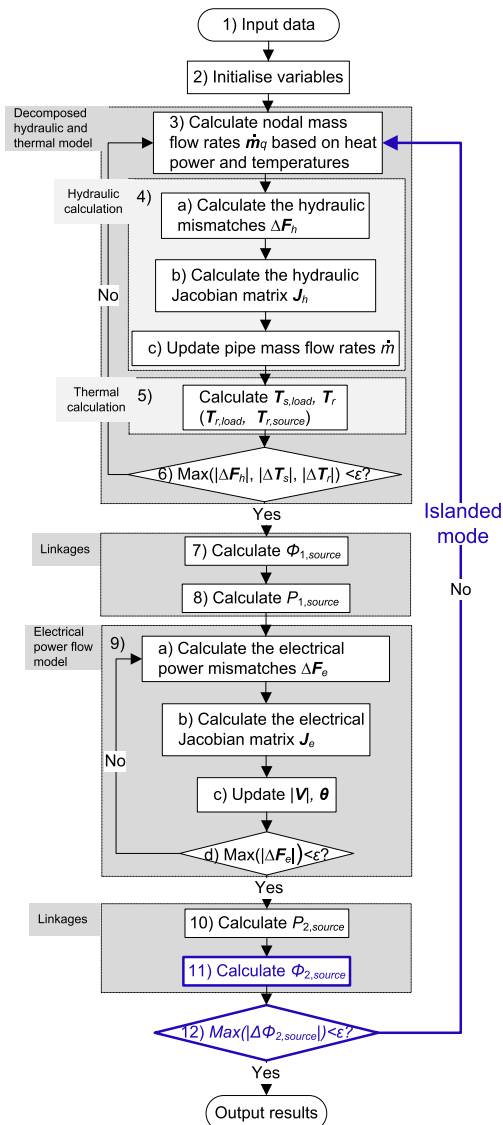 1) Input data
2) Initialise variables
Decomposed
hydraulic and
thermal model
3) Calculate nodal mass
flow rates ṁq based on heat
power and temperatures
Hydraulic
calculation
4)
a) Calculate the hydraulic
mismatches ΔFh
b) Calculate the hydraulic
Jacobian matrix Jh
No
c) Update pipe mass flow rates ṁ
Thermal
calculation
5)
Calculate Ts,load, Tr
(Tr,load, Tr,source)
6) Max(|ΔFh|, |ΔTs|, |ΔTr|) <ε?
Yes
Islanded
mode
No
Linkages
7) Calculate Φ1,source
8) Calculate P1,source
Electrical
power flow
model
9)
a) Calculate the electrical
power mismatches ΔFe
b) Calculate the electrical
Jacobian matrix Je
No
c) Update |V|, θ
d) Max(|ΔFe|)<ε?
Yes
Linkages
10) Calculate P2,source
11) Calculate Φ2,source
12) Max(|ΔΦ2,source|)<ε?
Yes
Output results